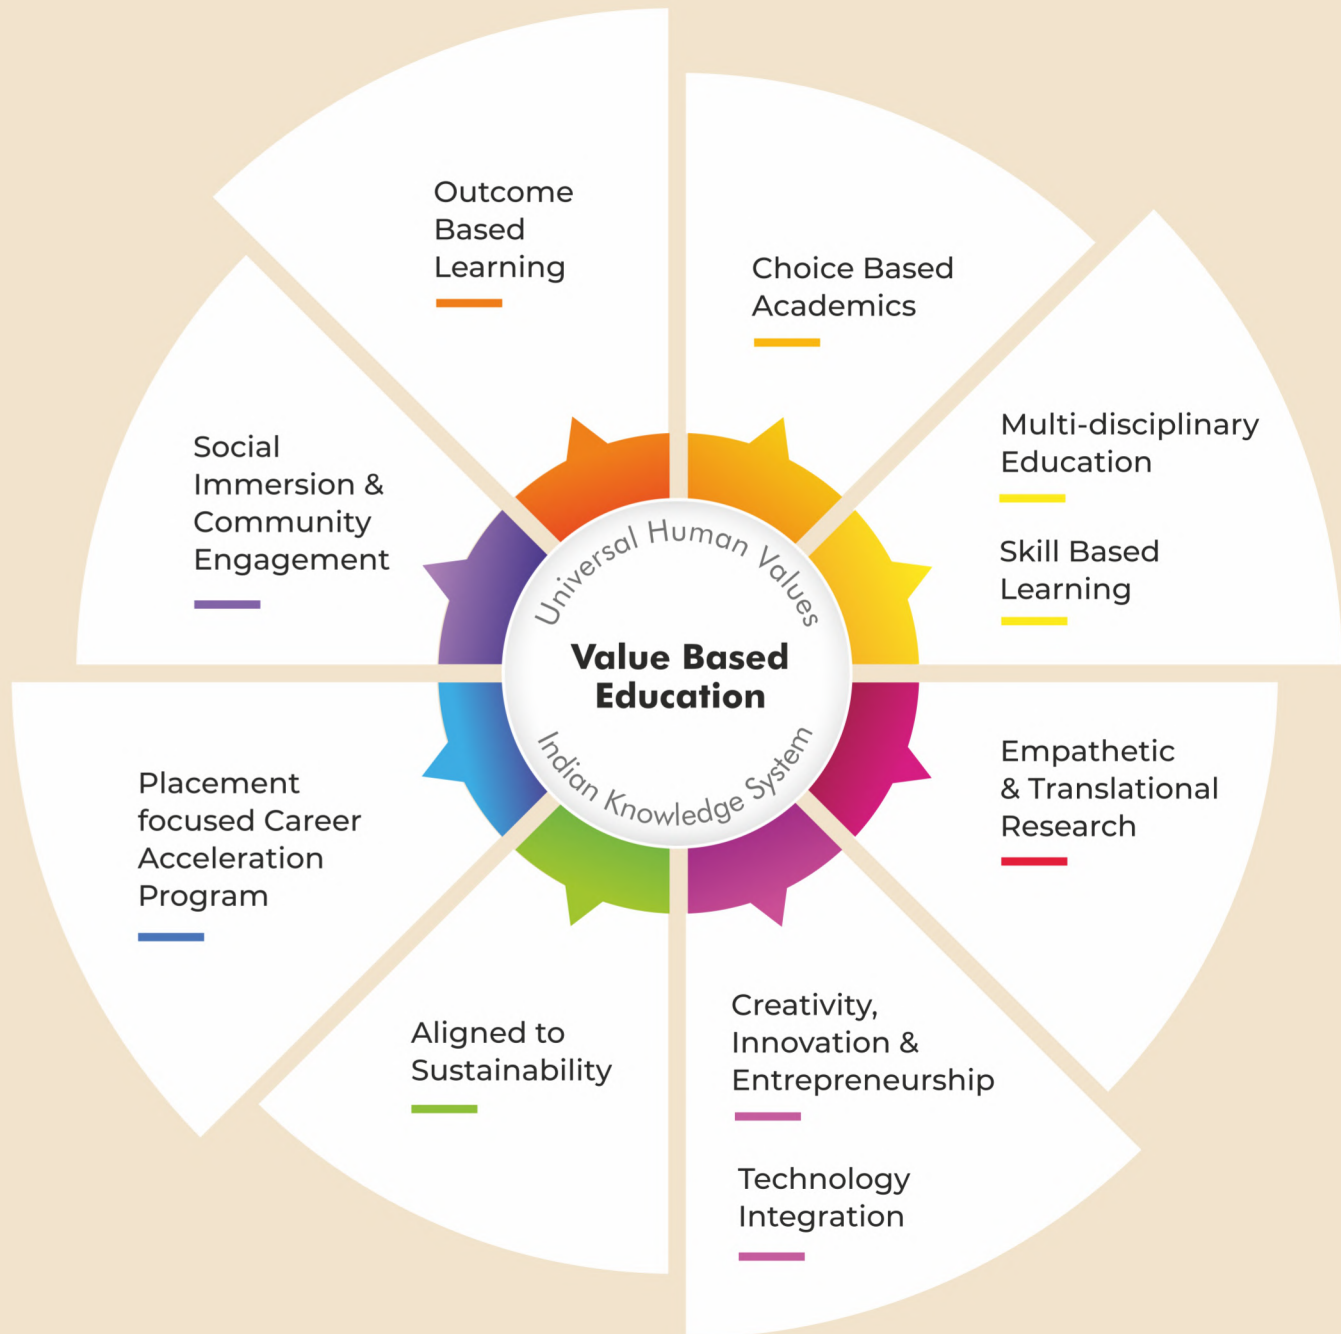 Outcome
Based
Learning
Choice Based
Academics
Multi-disciplinary
Education
Skill Based
Learning
Social
Immersion &
Community
Engagement
Universal Human Values
Value Based
Education
Indian Knowledge System
Empathetic
& Translational
Research
Placement
focused Career
Acceleration
Program
Creativity,
Innovation &
Entrepreneurship
Technology
Integration
Aligned to
Sustainability